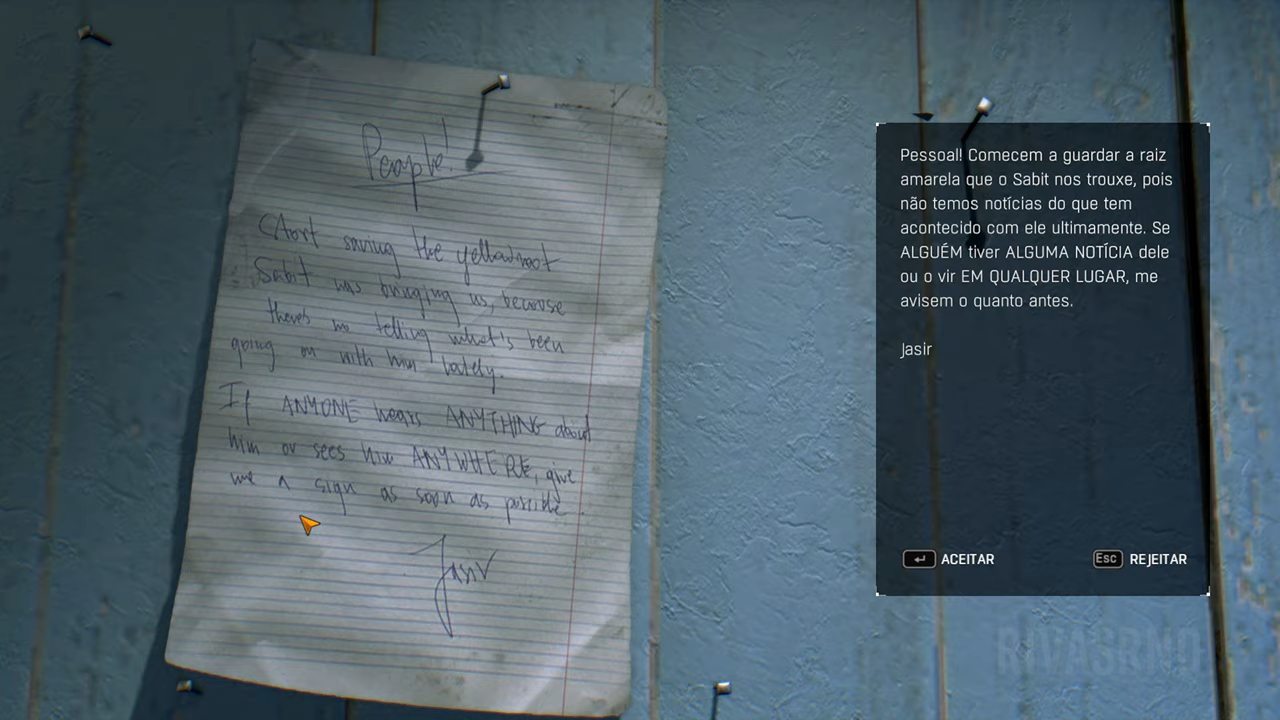 People!
Start saving the yellowroot
Sabit was bringing us, because
there's no telling what's been
going on with him lately.
If ANYONE hears ANYTHING about
him or sees him ANYWHERE, give
me a sign as soon as possible.
Jasir
Pessoal! Comecem a guardar a raiz
amarela que o Sabit nos trouxe, pois
não temos notícias do que tem
acontecido com ele ultimamente. Se
ALGUÉM tiver ALGUMA NOTÍCIA dele
ou o vir EM QUALQUER LUGAR, me
avisem o quanto antes.
Jasir
ACEITAR
Esc REJEITAR
RIVASRNO